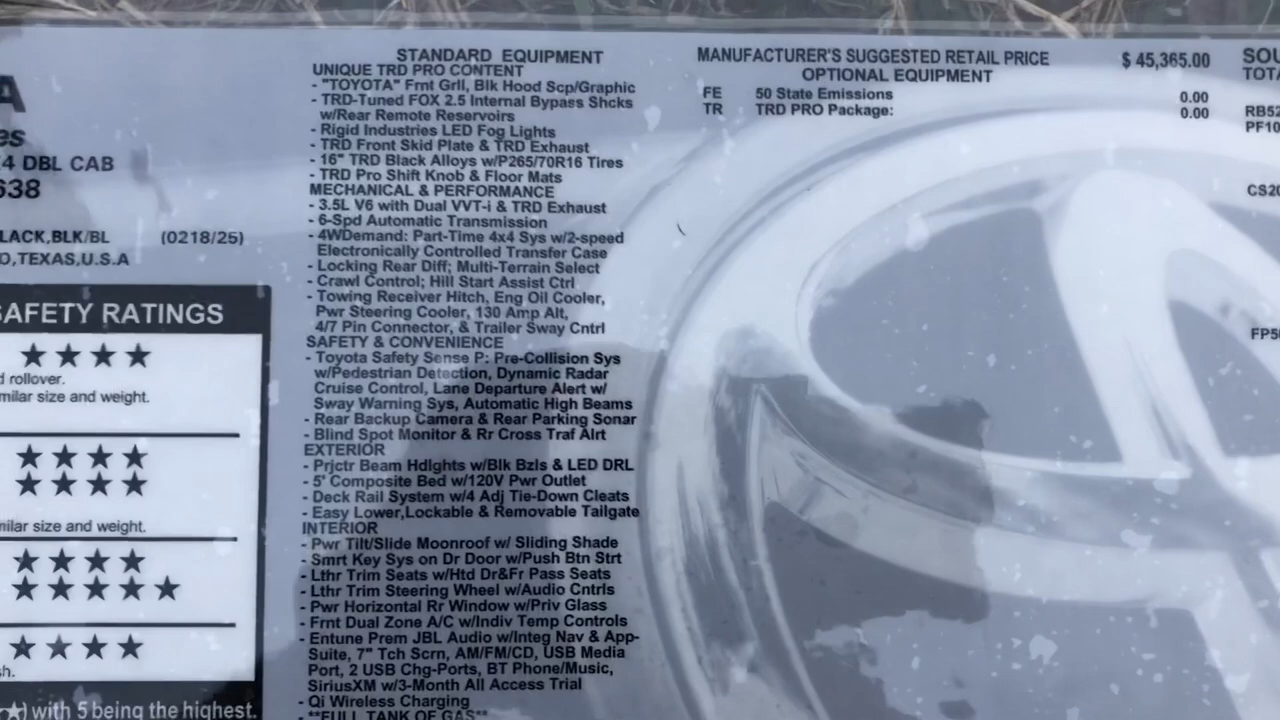 A
es
4 DBL CAB
638
LACK,BLK/BL (0218/25)
O,TEXAS,U.S.A
SAFETY RATINGS
★★★★
d rollover.
milar size and weight.
★★★★
★★★★
milar size and weight.
★★★★
★★★★★
★★★★
sh.
★) with 5 being the highest.
STANDARD EQUIPMENT
UNIQUE TRD PRO CONTENT
- "TOYOTA" Frnt Grll, Blk Hood Scp/Graphic
- TRD-Tuned FOX 2.5 Internal Bypass Shcks
w/Rear Remote Reservoirs
- Rigid Industries LED Fog Lights
- TRD Front Skid Plate & TRD Exhaust
- 16" TRD Black Alloys w/P265/70R16 Tires
- TRD Pro Shift Knob & Floor Mats
MECHANICAL & PERFORMANCE
- 3.5L V6 with Dual VVT-i & TRD Exhaust
- 6-Spd Automatic Transmission
- 4WDemand: Part-Time 4x4 Sys w/2-speed
Electronically Controlled Transfer Case
- Locking Rear Diff; Multi-Terrain Select
- Crawl Control; Hill Start Assist Ctrl
- Towing Receiver Hitch, Eng Oil Cooler,
Pwr Steering Cooler, 130 Amp Alt,
4/7 Pin Connector, & Trailer Sway Cntrl
SAFETY & CONVENIENCE
- Toyota Safety Sense P: Pre-Collision Sys
w/Pedestrian Detection, Dynamic Radar
Cruise Control, Lane Departure Alert w/
Sway Warning Sys, Automatic High Beams
- Rear Backup Camera & Rear Parking Sonar
- Blind Spot Monitor & Rr Cross Traf Alrt
EXTERIOR
- Prjctr Beam Hdlghts w/Blk Bzls & LED DRL
- 5' Composite Bed w/120V Pwr Outlet
- Deck Rail System w/4 Adj Tie-Down Cleats
- Easy Lower,Lockable & Removable Tailgate
INTERIOR
- Pwr Tilt/Slide Moonroof w/ Sliding Shade
- Smrt Key Sys on Dr Door w/Push Btn Strt
- Lthr Trim Seats w/Htd Dr&Fr Pass Seats
- Lthr Trim Steering Wheel w/Audio Cntrls
- Pwr Horizontal Rr Window w/Priv Glass
- Frnt Dual Zone A/C w/Indiv Temp Controls
- Entune Prem JBL Audio w/Integ Nav & App-
Suite, 7" Tch Scrn, AM/FM/CD, USB Media
Port, 2 USB Chg-Ports, BT Phone/Music,
SiriusXM w/3-Month All Access Trial
- Qi Wireless Charging
- **FULL TANK OF GAS**
MANUFACTURER'S SUGGESTED RETAIL PRICE $ 45,365.00
OPTIONAL EQUIPMENT
FE 50 State Emissions 0.00
TR TRD PRO Package: 0.00
SOU
TOTA
RB52
PF10
CS20
FP50